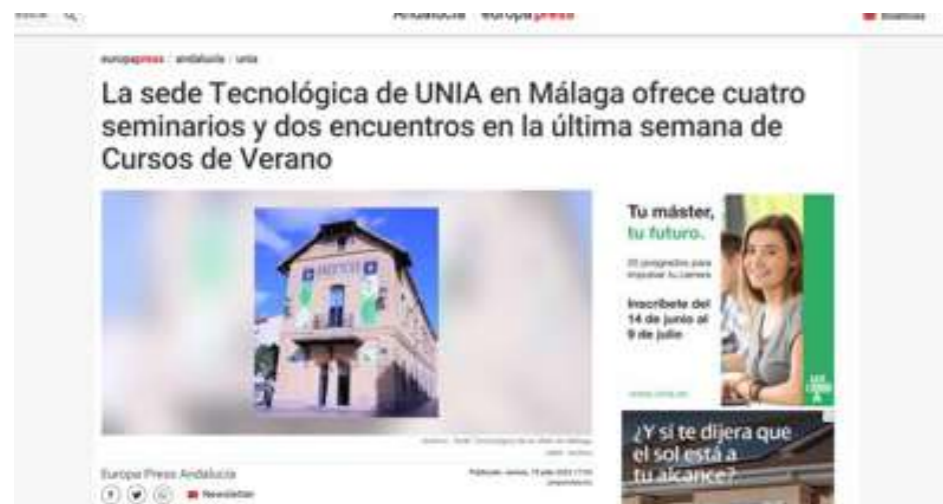 Andalucía europapress
europapress / andalucía / unia
La sede Tecnológica de UNIA en Málaga ofrece cuatro
seminarios y dos encuentros en la última semana de
Cursos de Verano
Tu máster,
tu futuro.
Inscríbete del
14 de junio al
9 de julio
¿Y si te dijera que
el sol está a
tu alcance?
Europa Press Andalucía
Newsletter